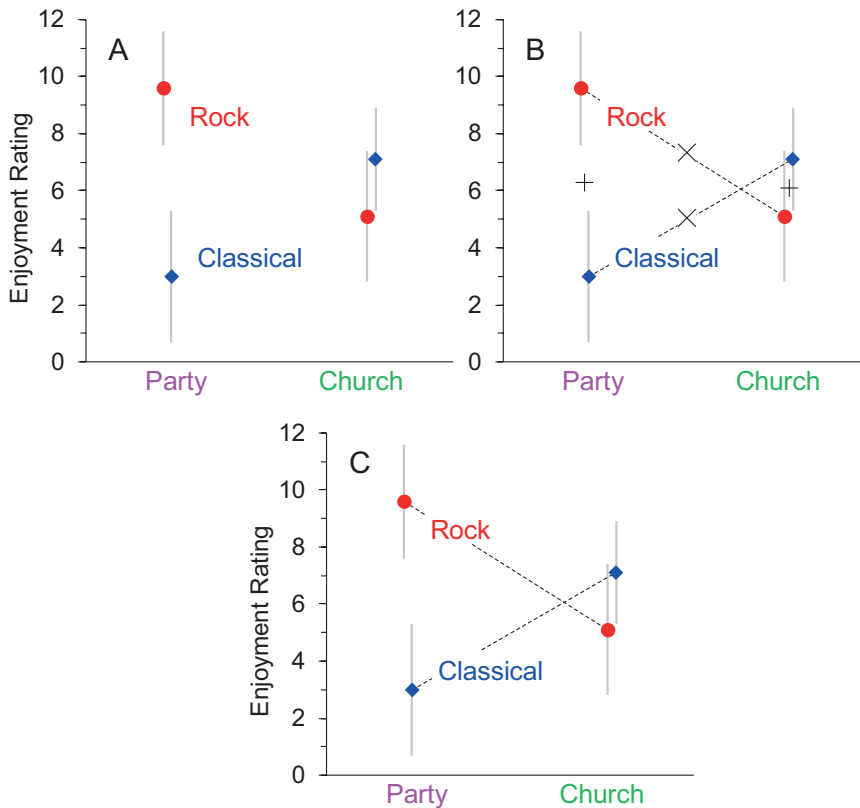 A
12
10
8
6
4
2
0
Enjoyment Rating
Rock
Classical
Party
Church
B
12
10
8
6
4
2
0
Rock
Classical
Party
Church
C
12
10
8
6
4
2
0
Enjoyment Rating
Rock
Classical
Party
Church